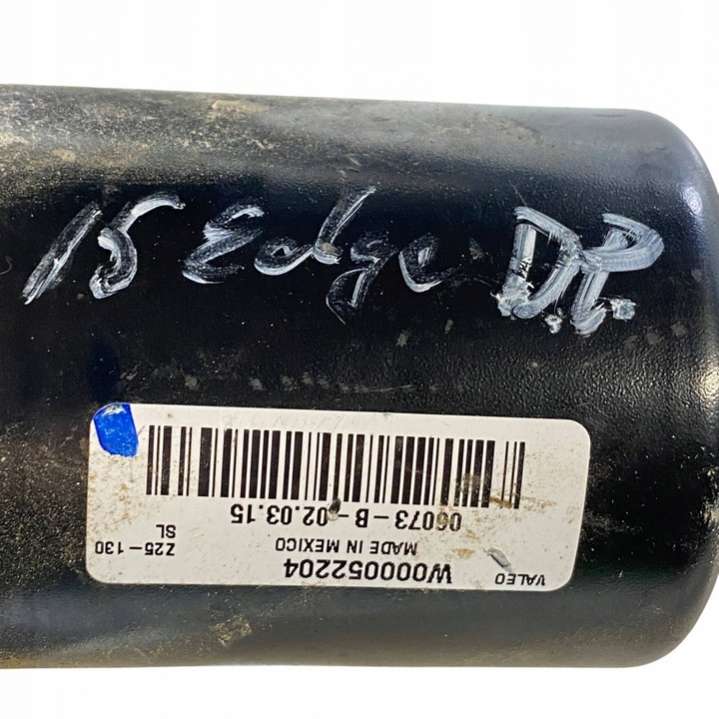 15 Edge D.P.
VALEO
W000052204
MADE IN MEXICO
06073-B-02.03.15
Z25-130
SL